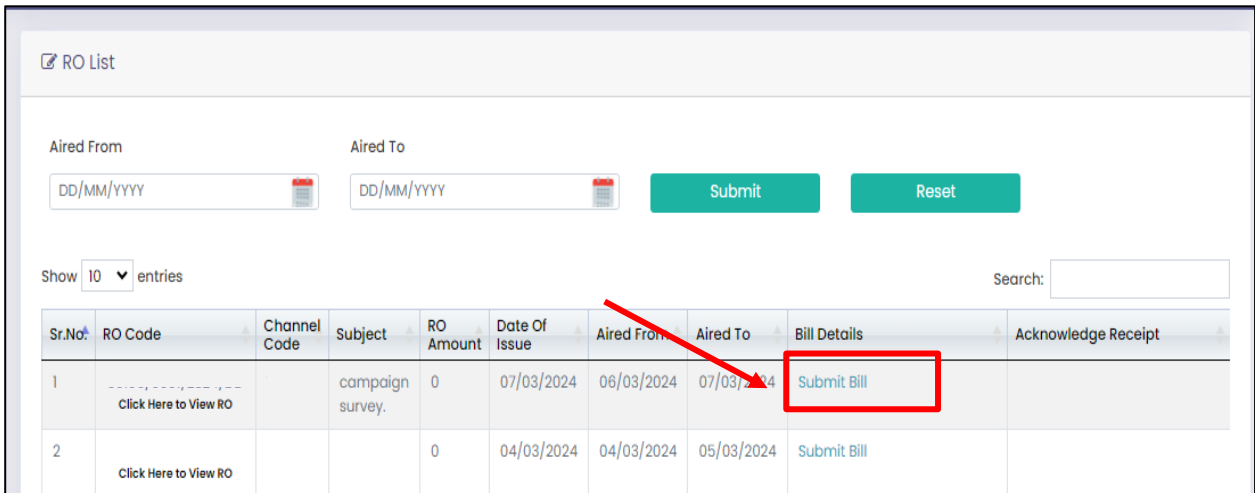 RO List
Aired From Aired To
DD/MM/YYYY DD/MM/YYYY Submit Reset
Show 10 entries Search:
Sr.No. RO Code Channel Code Subject RO Amount Date Of Issue Aired From Aired To Bill Details Acknowledge Receipt
1 campaign survey. 0 07/03/2024 06/03/2024 07/03/2024 Submit Bill
Click Here to View RO
2 0 04/03/2024 04/03/2024 05/03/2024 Submit Bill
Click Here to View RO